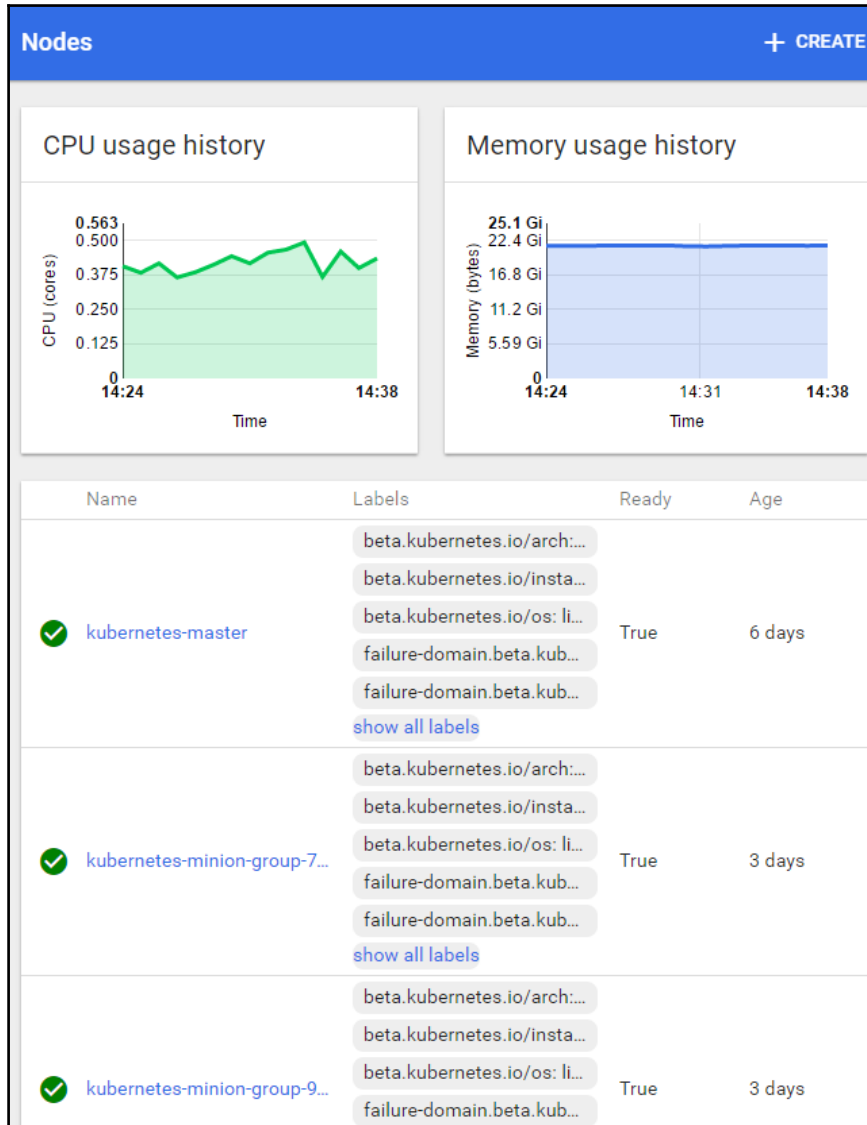 Nodes
+ CREATE
CPU usage history
0.563
0.500
0.375
0.250
0.125
0
CPU (cores)
14:24
14:38
Time
Memory usage history
25.1 Gi
22.4 Gi
16.8 Gi
11.2 Gi
5.59 Gi
0
Memory (bytes)
14:24
14:31
14:38
Time
Name Labels Ready Age
beta.kubernetes.io/arch:...
beta.kubernetes.io/insta...
beta.kubernetes.io/os: li...
kubernetes-master True 6 days
failure-domain.beta.kub...
failure-domain.beta.kub...
show all labels
beta.kubernetes.io/arch:...
beta.kubernetes.io/insta...
beta.kubernetes.io/os: li...
kubernetes-minion-group-7... True 3 days
failure-domain.beta.kub...
failure-domain.beta.kub...
show all labels
beta.kubernetes.io/arch:...
beta.kubernetes.io/insta...
beta.kubernetes.io/os: li...
kubernetes-minion-group-9... True 3 days
failure-domain.beta.kub...